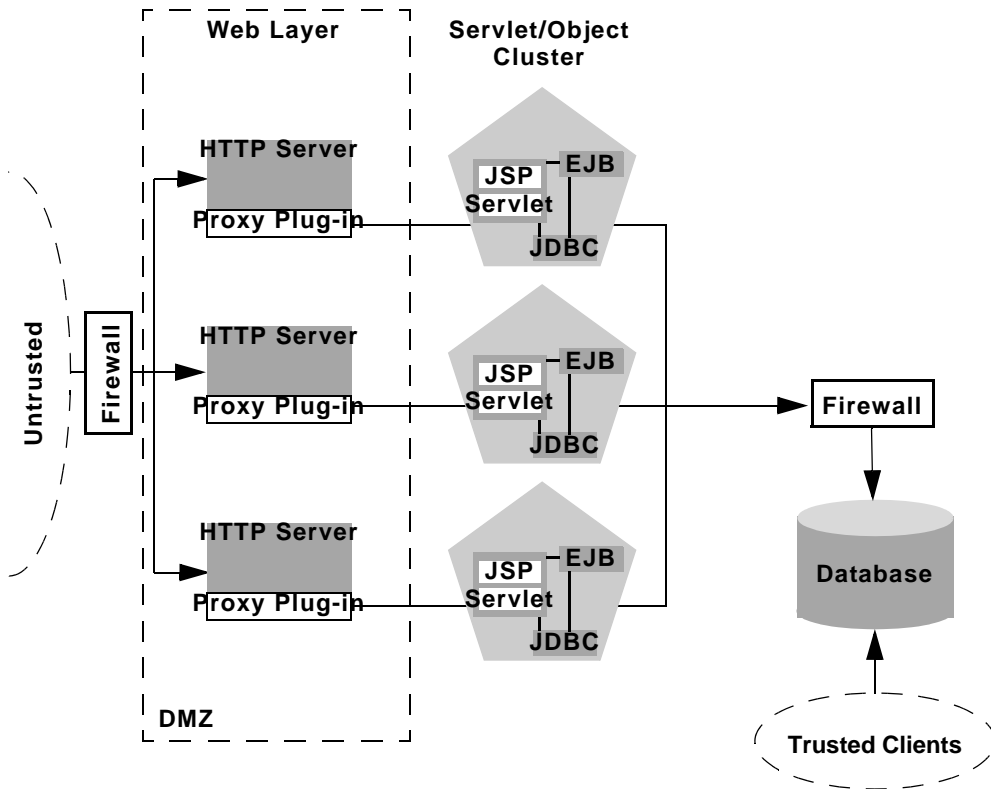 Web Layer
Servlet/Object
Cluster
HTTP Server
Proxy Plug-in
JSP
Servlet
EJB
JDBC
Untrusted
Firewall
HTTP Server
Proxy Plug-in
JSP
Servlet
EJB
JDBC
Firewall
HTTP Server
Proxy Plug-in
JSP
Servlet
EJB
JDBC
Database
DMZ
Trusted Clients